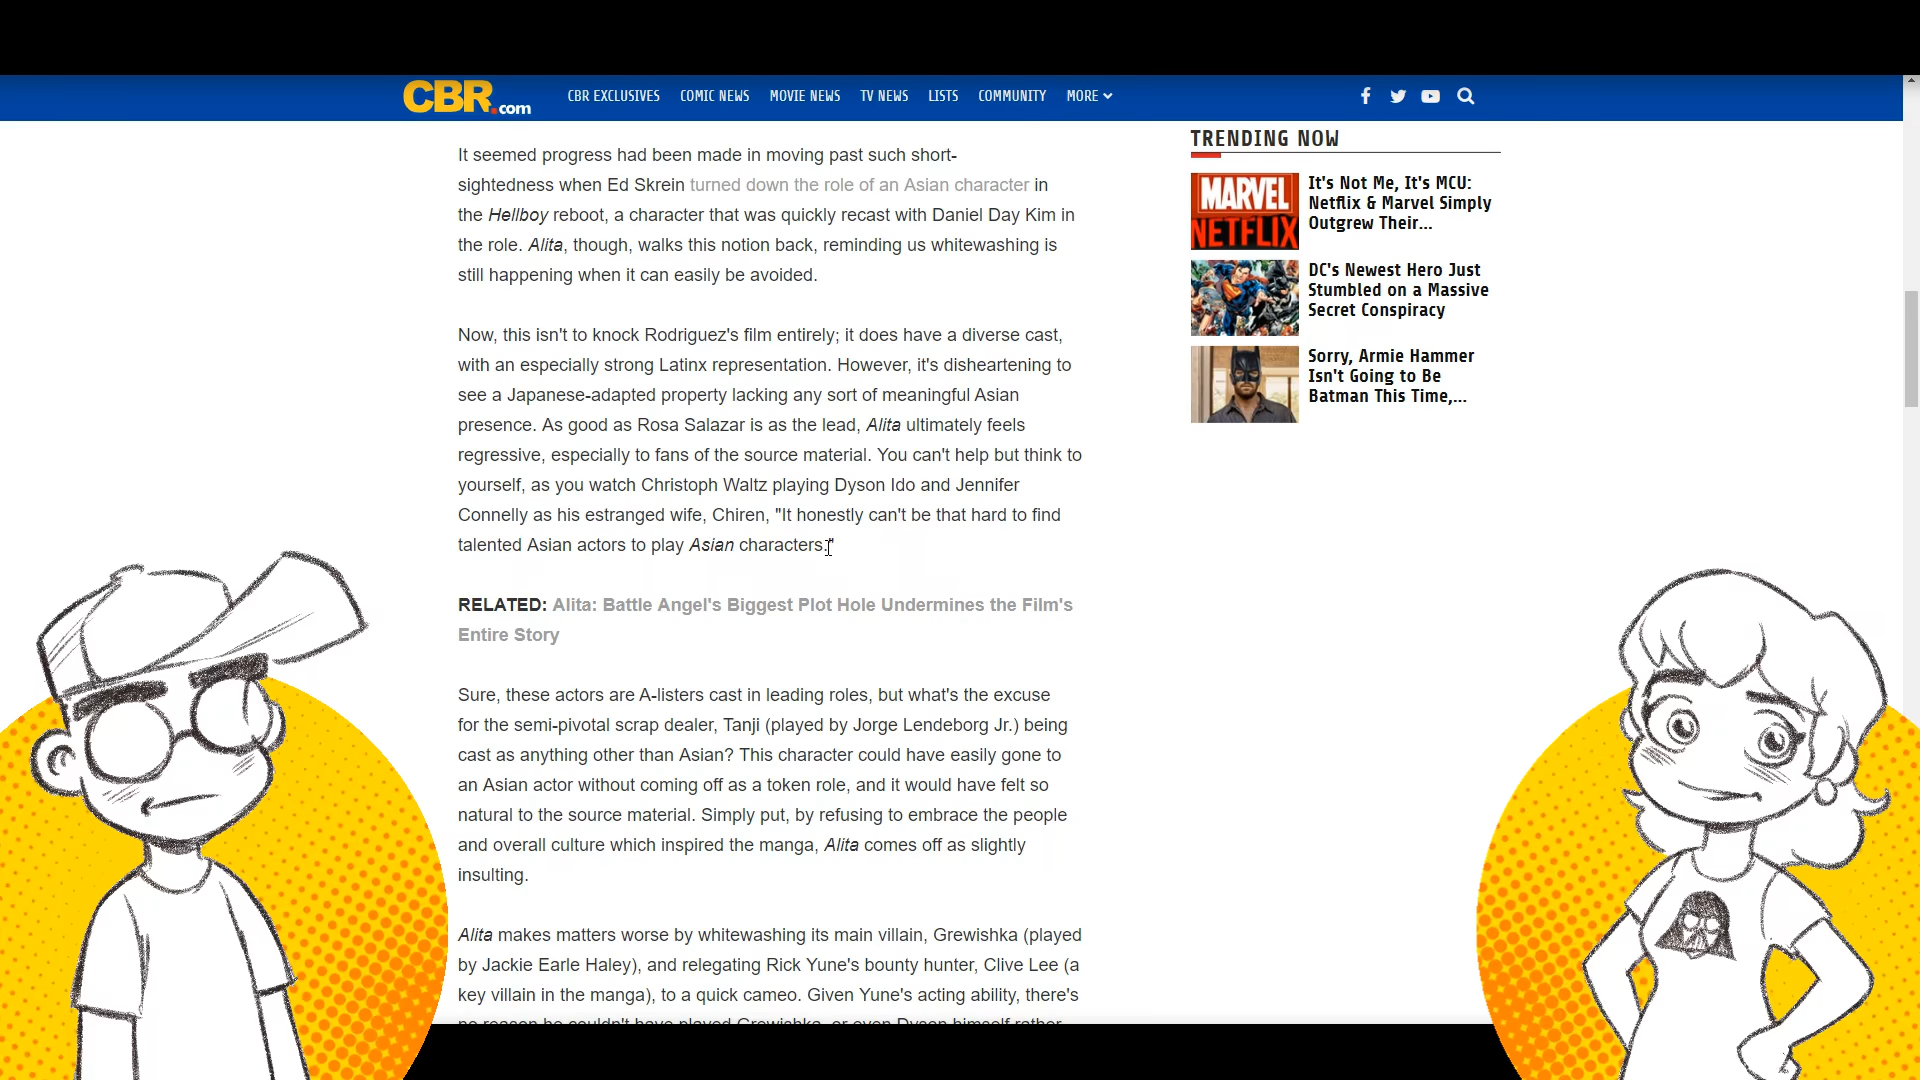 CBR.com
CBR EXCLUSIVES
COMIC NEWS
MOVIE NEWS
TV NEWS
LISTS
COMMUNITY
MORE
It seemed progress had been made in moving past such short-
sightedness when Ed Skrein turned down the role of an Asian character in
the Hellboy reboot, a character that was quickly recast with Daniel Day Kim in
the role. Alita, though, walks this notion back, reminding us whitewashing is
still happening when it can easily be avoided.
Now, this isn't to knock Rodriguez's film entirely; it does have a diverse cast,
with an especially strong Latinx representation. However, it's disheartening to
see a Japanese-adapted property lacking any sort of meaningful Asian
presence. As good as Rosa Salazar is as the lead, Alita ultimately feels
regressive, especially to fans of the source material. You can't help but think to
yourself, as you watch Christoph Waltz playing Dyson Ido and Jennifer
Connelly as his estranged wife, Chiren, "It honestly can't be that hard to find
talented Asian actors to play Asian characters."
RELATED: Alita: Battle Angel's Biggest Plot Hole Undermines the Film's
Entire Story
Sure, these actors are A-listers cast in leading roles, but what's the excuse
for the semi-pivotal scrap dealer, Tanji (played by Jorge Lendeborg Jr.) being
cast as anything other than Asian? This character could have easily gone to
an Asian actor without coming off as a token role, and it would have felt so
natural to the source material. Simply put, by refusing to embrace the people
and overall culture which inspired the manga, Alita comes off as slightly
insulting.
Alita makes matters worse by whitewashing its main villain, Grewishka (played
by Jackie Earle Haley), and relegating Rick Yune's bounty hunter, Clive Lee (a
key villain in the manga), to a quick cameo. Given Yune's acting ability, there's
no reason he couldn't have played Grewishka, or even Dyson himself rather
TRENDING NOW
MARVEL
NETFLIX
It's Not Me, It's MCU:
Netflix & Marvel Simply
Outgrew Their...
DC's Newest Hero Just
Stumbled on a Massive
Secret Conspiracy
Sorry, Armie Hammer
Isn't Going to Be
Batman This Time,...